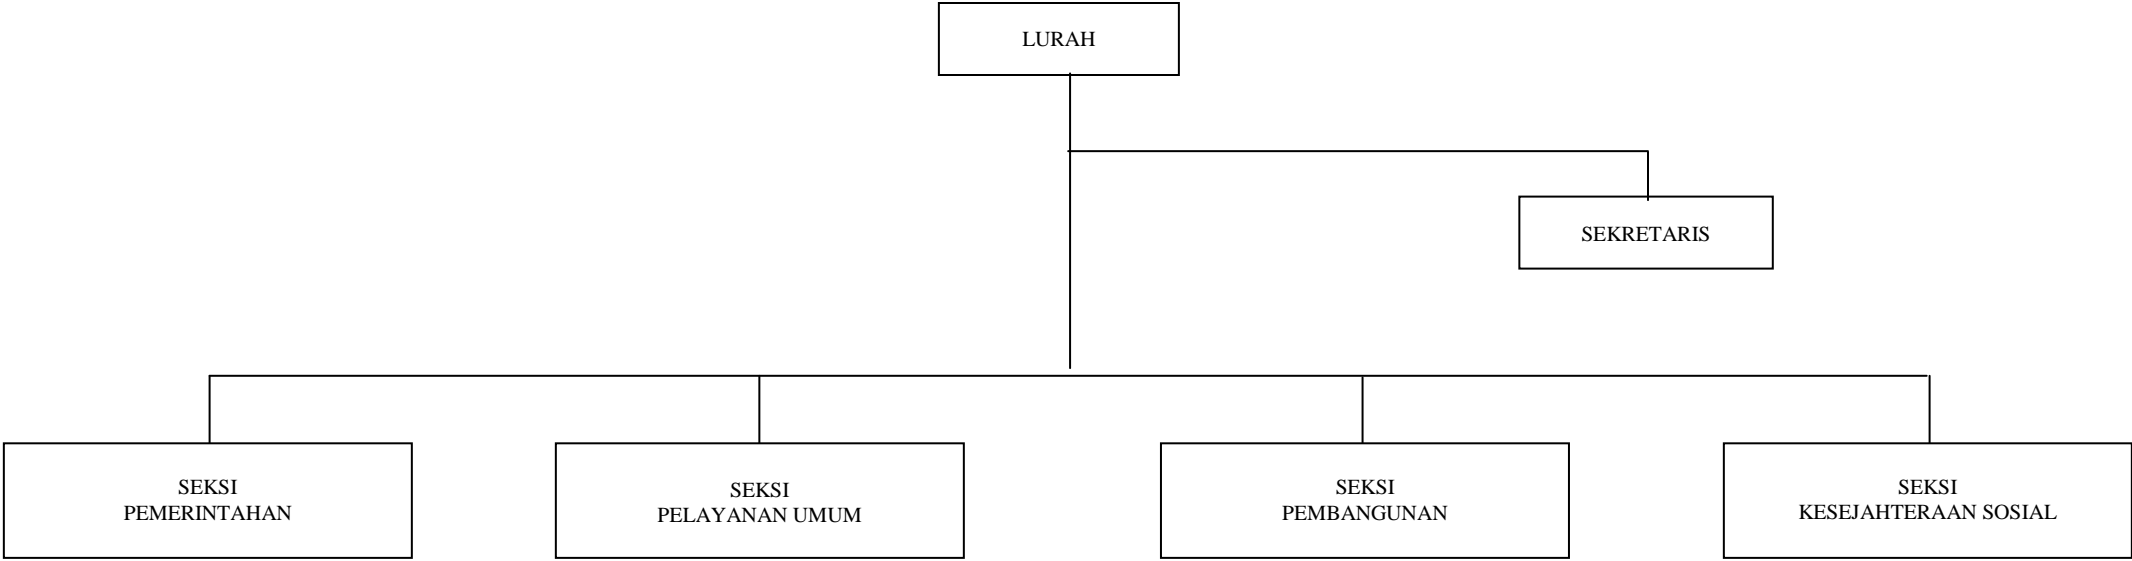 LURAH
SEKRETARIS
SEKSI
PEMERINTAHAN
SEKSI
PELAYANAN UMUM
SEKSI
PEMBANGUNAN
SEKSI
KESEJAHTERAAN SOSIAL